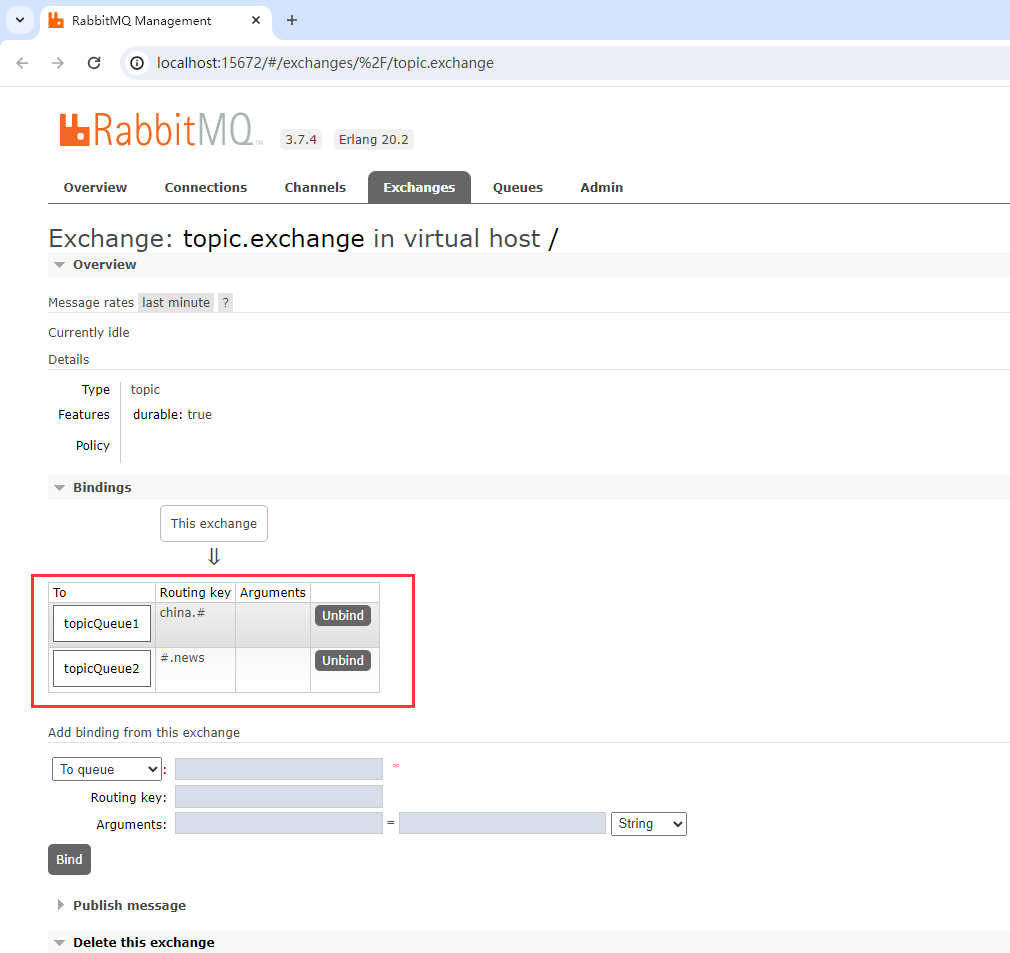 RabbitMQ Management
localhost:15672/#/exchanges/%2F/topic.exchange
RabbitMQ TM 3.7.4 Erlang 20.2
Overview Connections Channels Exchanges Queues Admin
Exchange: topic.exchange in virtual host /
Overview
Message rates last minute ?
Currently idle
Details
Type topic
Features durable: true
Policy
Bindings
This exchange
⇓
To Routing key Arguments
topicQueue1 china.# Unbind
topicQueue2 #.news Unbind
Add binding from this exchange
To queue : *
Routing key:
Arguments: = String
Bind
Publish message
Delete this exchange